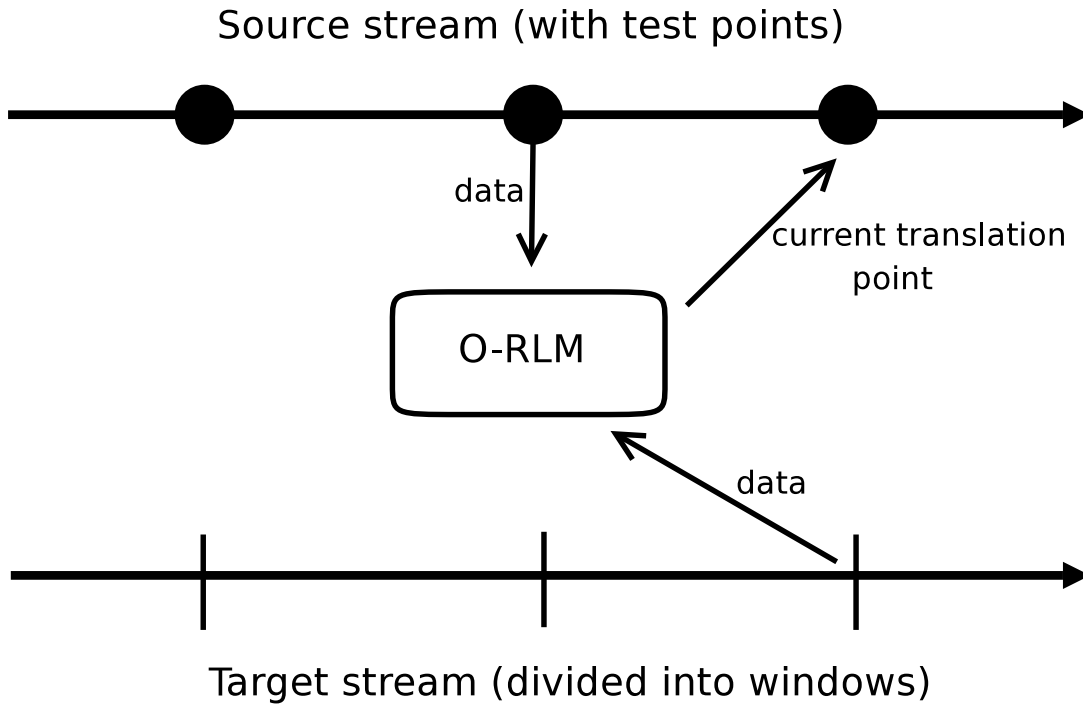 Source stream (with test points)
data
current translation
point
O-RLM
data
Target stream (divided into windows)